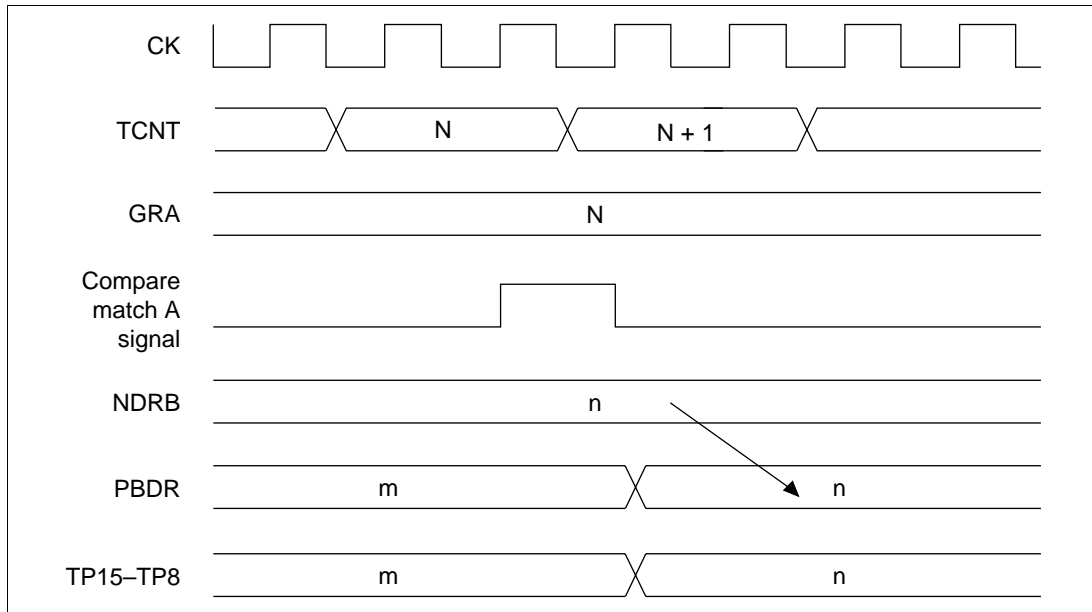 CK
TCNT
N
N + 1
GRA
N
Compare
match A
signal
NDRB
n
PBDR
m
n
TP15–TP8
m
n